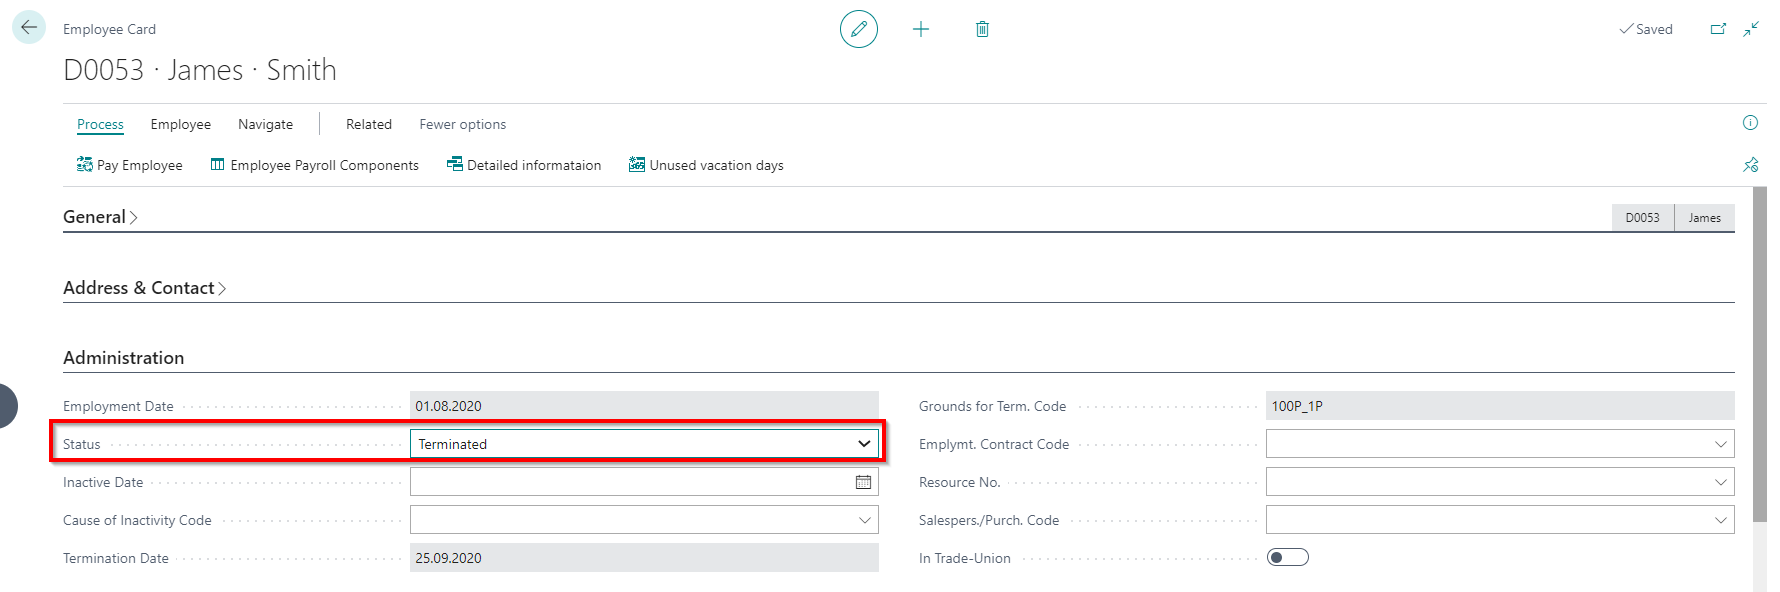 Employee Card
Saved
D0053 · James · Smith
Process Employee Navigate Related Fewer options
Pay Employee Employee Payroll Components Detailed informataion Unused vacation days
General
D0053 James
Address & Contact
Administration
Employment Date 01.08.2020
Grounds for Term. Code 100P_1P
Status Terminated
Emplymt. Contract Code
Inactive Date
Resource No.
Cause of Inactivity Code
Salespers./Purch. Code
Termination Date 25.09.2020
In Trade-Union